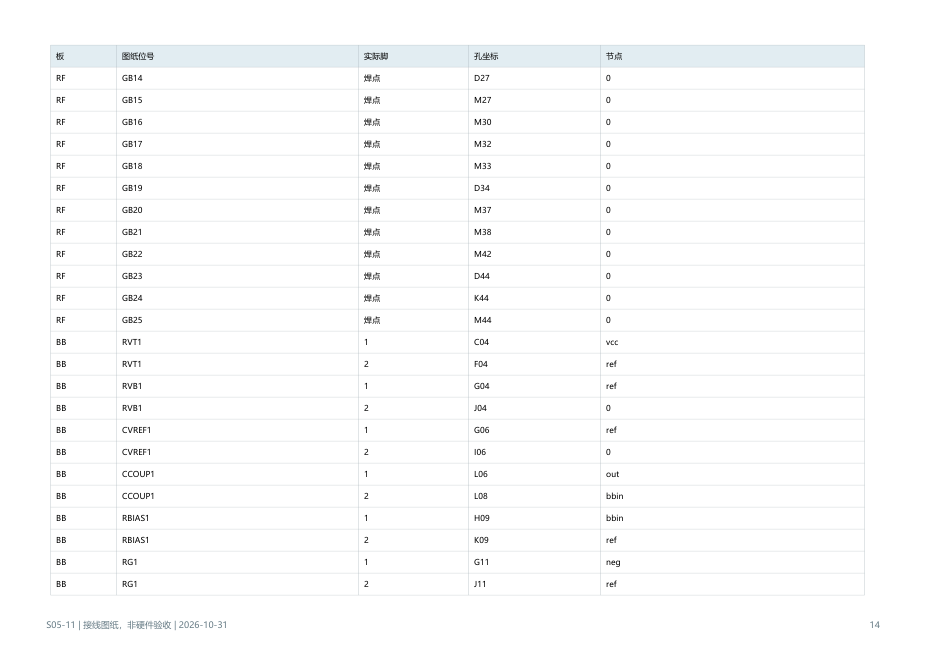 板 图纸位号 实际脚 孔坐标 节点
RF GB14 焊点 D27 0
RF GB15 焊点 M27 0
RF GB16 焊点 M30 0
RF GB17 焊点 M32 0
RF GB18 焊点 M33 0
RF GB19 焊点 D34 0
RF GB20 焊点 M37 0
RF GB21 焊点 M38 0
RF GB22 焊点 M42 0
RF GB23 焊点 D44 0
RF GB24 焊点 K44 0
RF GB25 焊点 M44 0
BB RVT1 1 C04 vcc
BB RVT1 2 F04 ref
BB RVB1 1 G04 ref
BB RVB1 2 J04 0
BB CVREF1 1 G06 ref
BB CVREF1 2 I06 0
BB CCOUP1 1 L06 out
BB CCOUP1 2 L08 bbin
BB RBIAS1 1 H09 bbin
BB RBIAS1 2 K09 ref
BB RG1 1 G11 neg
BB RG1 2 J11 ref
S05-11 | 接线图纸，非硬件验收 | 2026-10-31 14